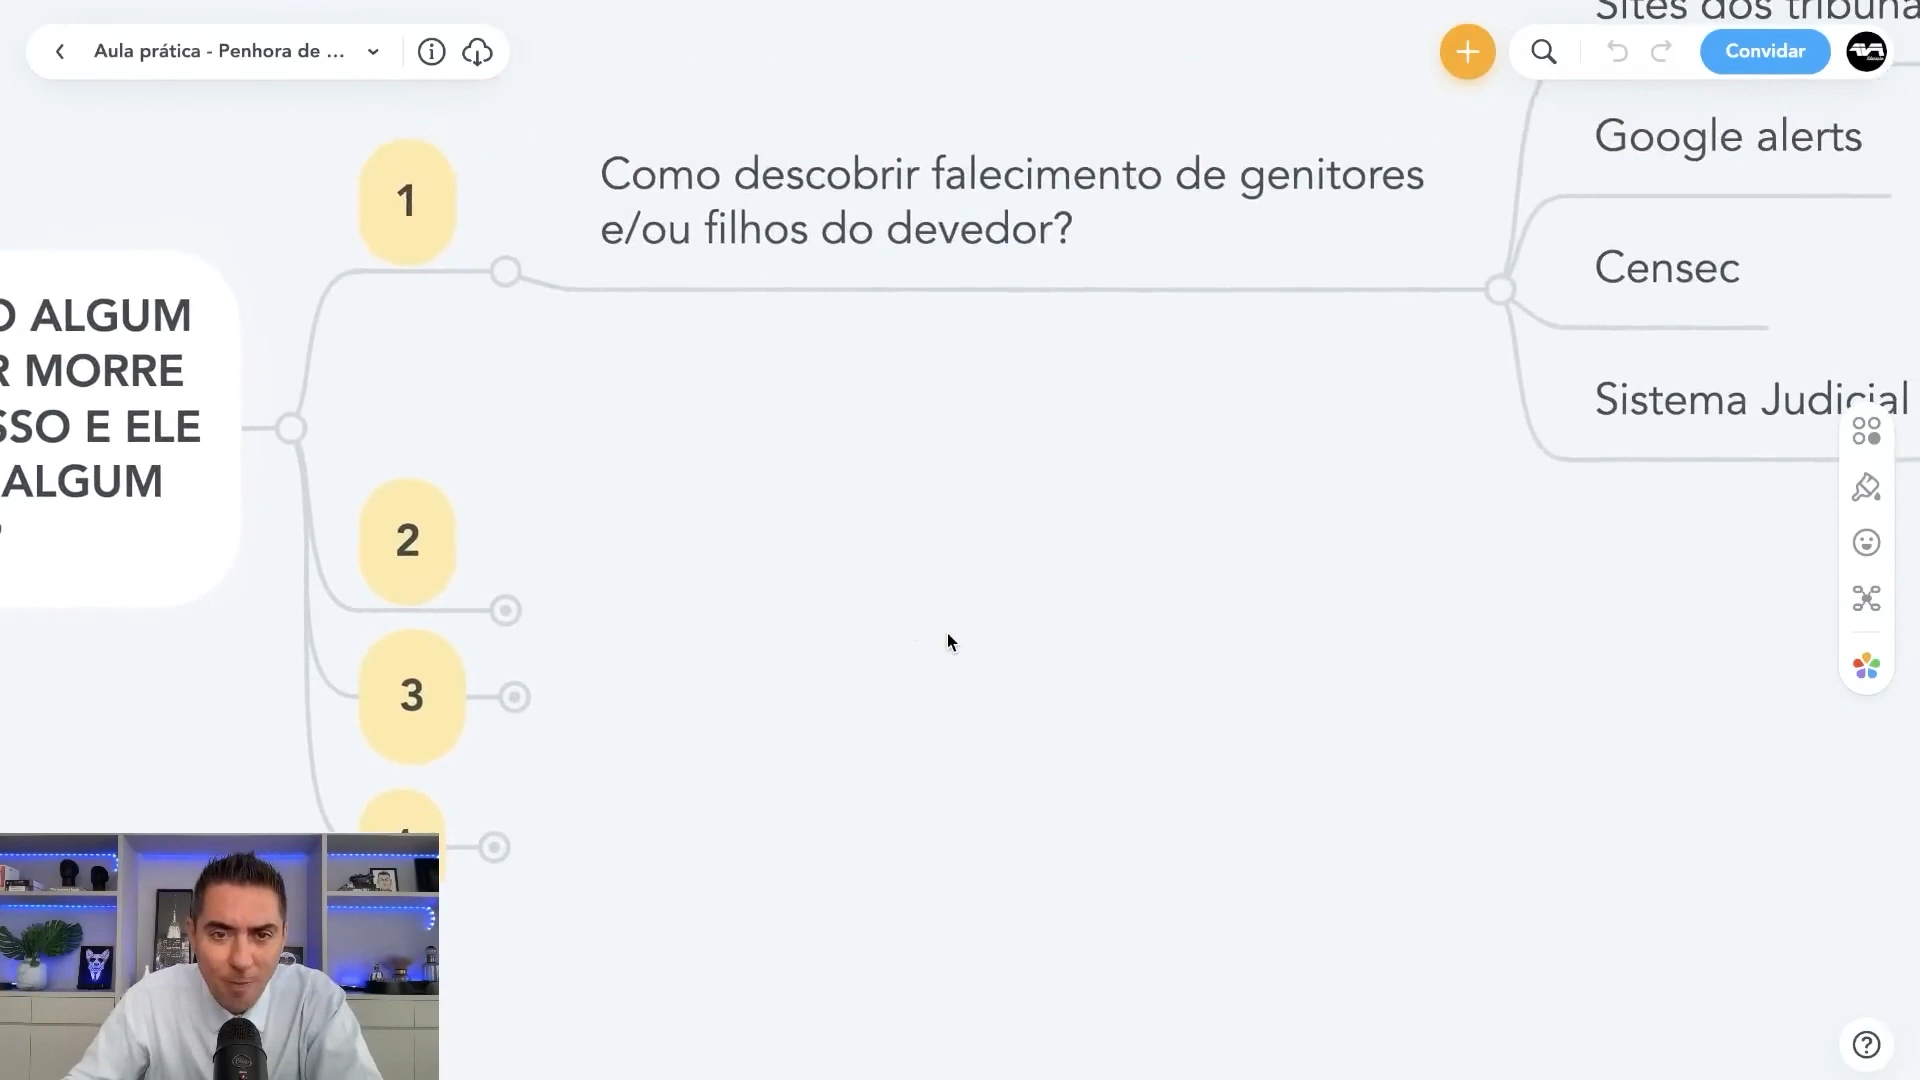 Aula prática - Penhora de ...
Convidar
Sites dos tribuna
Google alerts
1
Como descobrir falecimento de genitores
e/ou filhos do devedor?
Censec
O ALGUM
R MORRE
SSO E ELE
ALGUM
Sistema Judicial
2
3